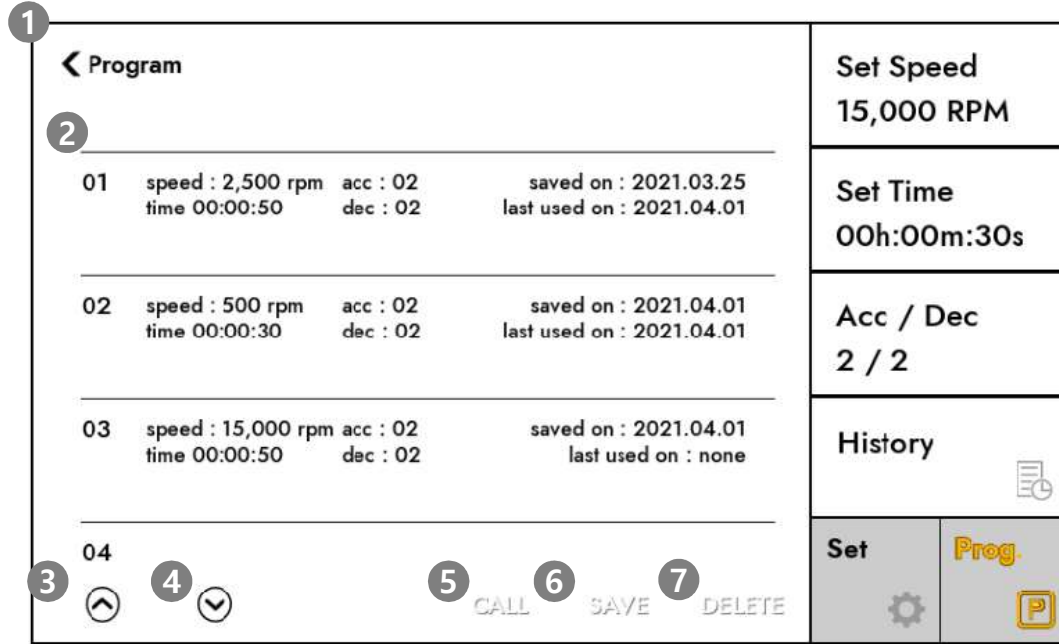 1
Program
2
01 speed : 2,500 rpm acc : 02 saved on : 2021.03.25
time 00:00:50 dec : 02 last used on : 2021.04.01
02 speed : 500 rpm acc : 02 saved on : 2021.04.01
time 00:00:30 dec : 02 last used on : 2021.04.01
03 speed : 15,000 rpm acc : 02 saved on : 2021.04.01
time 00:00:50 dec : 02 last used on : none
04
3 4 5 CALL 6 SAVE 7 DELETE
Set Speed
15,000 RPM
Set Time
00h:00m:30s
Acc / Dec
2 / 2
History
Set Prog.
P